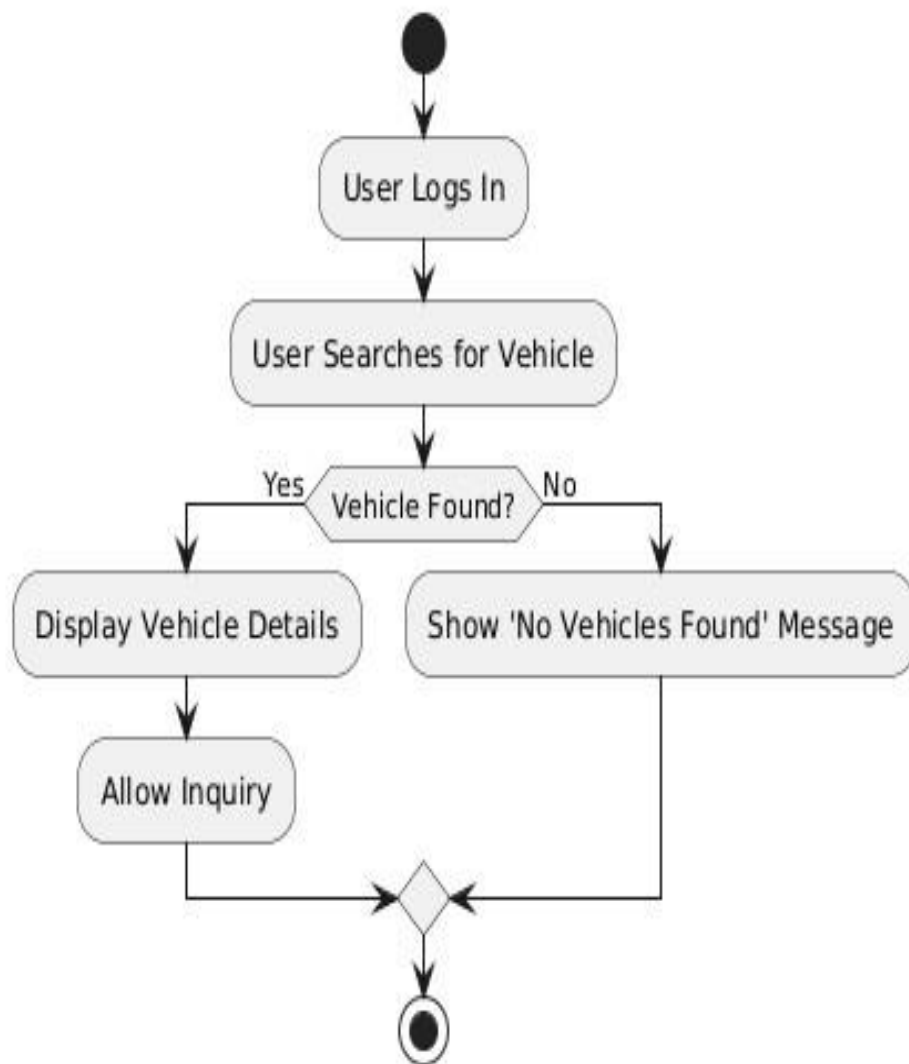 User Logs In
User Searches for Vehicle
Yes
Vehicle Found?
No
Display Vehicle Details
Show 'No Vehicles Found' Message
Allow Inquiry